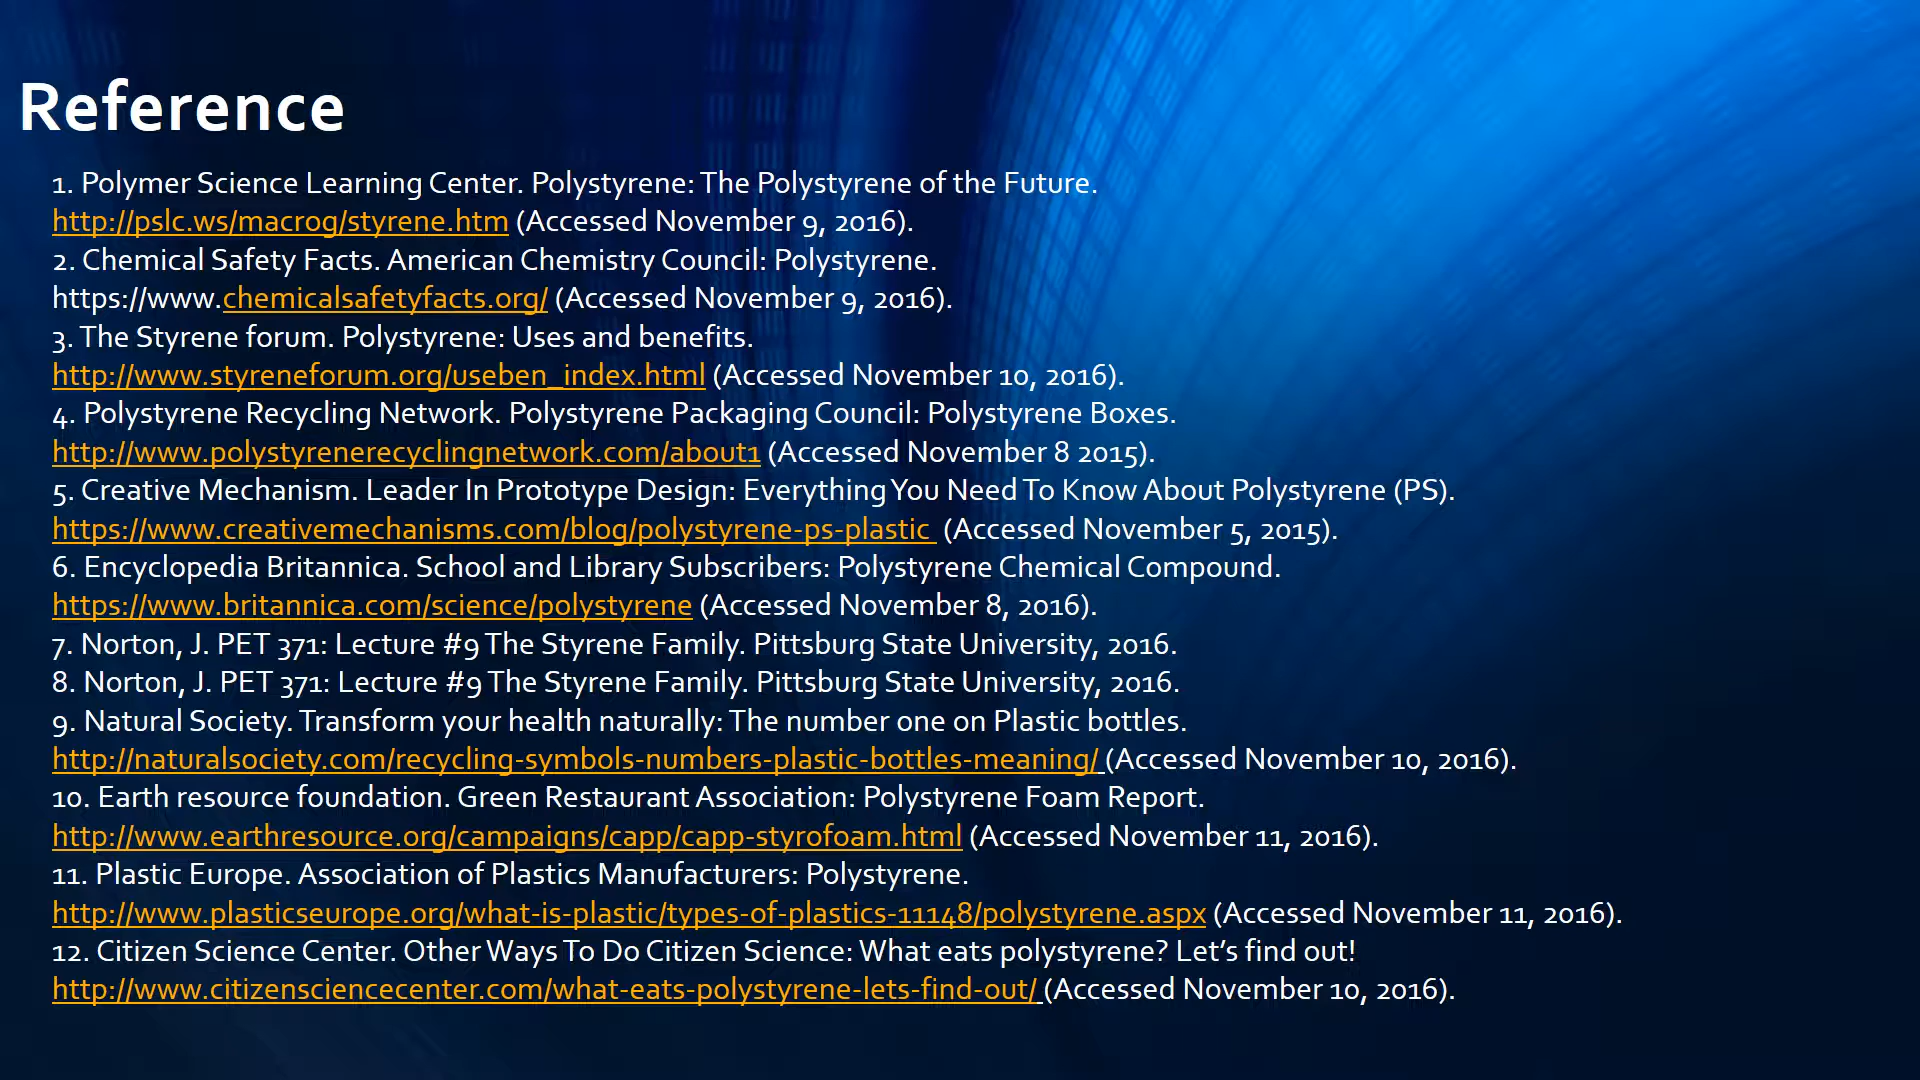 Reference
1. Polymer Science Learning Center. Polystyrene: The Polystyrene of the Future.
http://pslc.ws/macrog/styrene.htm (Accessed November 9, 2016).
2. Chemical Safety Facts. American Chemistry Council: Polystyrene.
https://www.chemicalsafetyfacts.org/ (Accessed November 9, 2016).
3. The Styrene forum. Polystyrene: Uses and benefits.
http://www.styreneforum.org/useben_index.html (Accessed November 10, 2016).
4. Polystyrene Recycling Network. Polystyrene Packaging Council: Polystyrene Boxes.
http://www.polystyrenerecyclingnetwork.com/about1 (Accessed November 8 2015).
5. Creative Mechanism. Leader In Prototype Design: Everything You Need To Know About Polystyrene (PS).
https://www.creativemechanisms.com/blog/polystyrene-ps-plastic (Accessed November 5, 2015).
6. Encyclopedia Britannica. School and Library Subscribers: Polystyrene Chemical Compound.
https://www.britannica.com/science/polystyrene (Accessed November 8, 2016).
7. Norton, J. PET 371: Lecture #9 The Styrene Family. Pittsburg State University, 2016.
8. Norton, J. PET 371: Lecture #9 The Styrene Family. Pittsburg State University, 2016.
9. Natural Society. Transform your health naturally: The number one on Plastic bottles.
http://naturalsociety.com/recycling-symbols-numbers-plastic-bottles-meaning/ (Accessed November 10, 2016).
10. Earth resource foundation. Green Restaurant Association: Polystyrene Foam Report.
http://www.earthresource.org/campaigns/capp/capp-styrofoam.html (Accessed November 11, 2016).
11. Plastic Europe. Association of Plastics Manufacturers: Polystyrene.
http://www.plasticseurope.org/what-is-plastic/types-of-plastics-11148/polystyrene.aspx (Accessed November 11, 2016).
12. Citizen Science Center. Other Ways To Do Citizen Science: What eats polystyrene? Let’s find out!
http://www.citizensciencecenter.com/what-eats-polystyrene-lets-find-out/ (Accessed November 10, 2016).